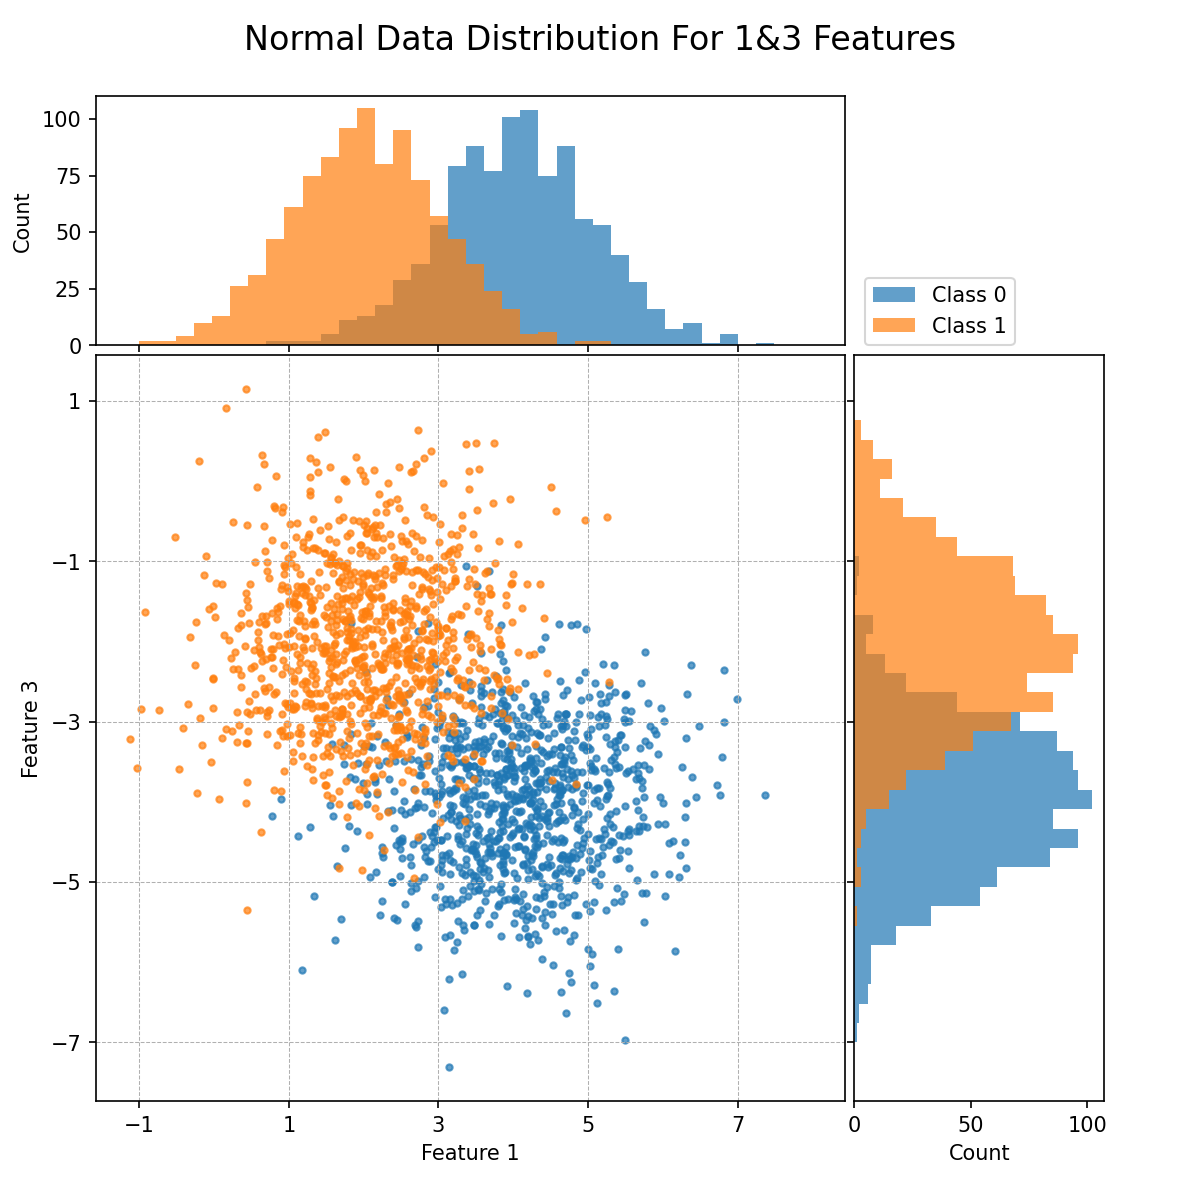 Normal Data Distribution For 1&3 Features
100
75
50
25
0
Count
Class 0
Class 1
1
−1
−3
−5
−7
Feature 3
−1 1 3 5 7
Feature 1
0 50 100
Count